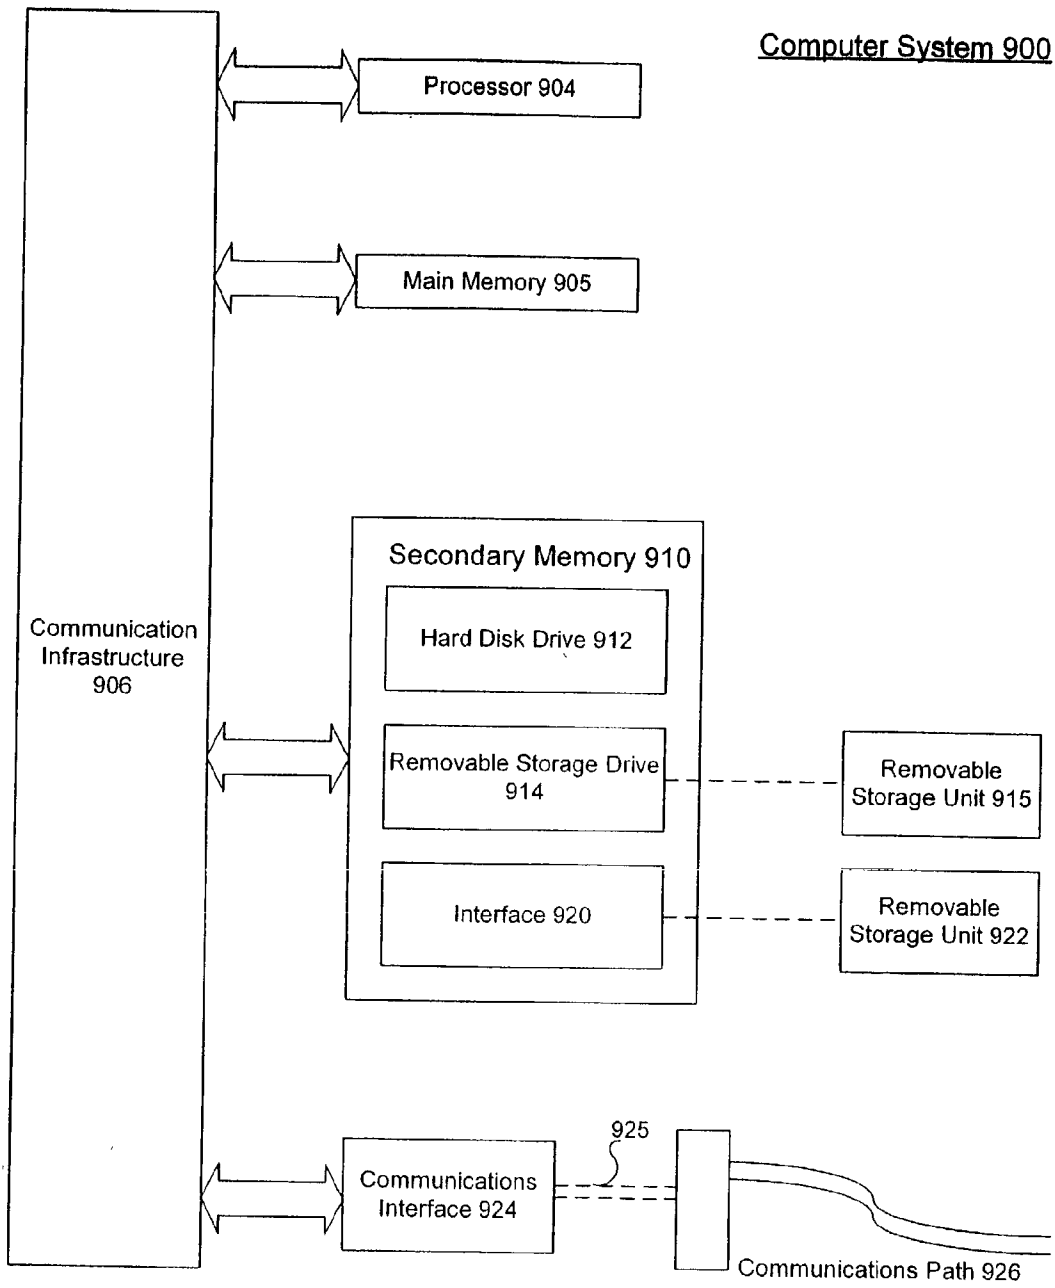 Computer System 900
Processor 904
Main Memory 905
Secondary Memory 910
Hard Disk Drive 912
Communication
Infrastructure
906
Removable Storage Drive
914
Removable
Storage Unit 915
Interface 920
Removable
Storage Unit 922
925
Communications
Interface 924
Communications Path 926